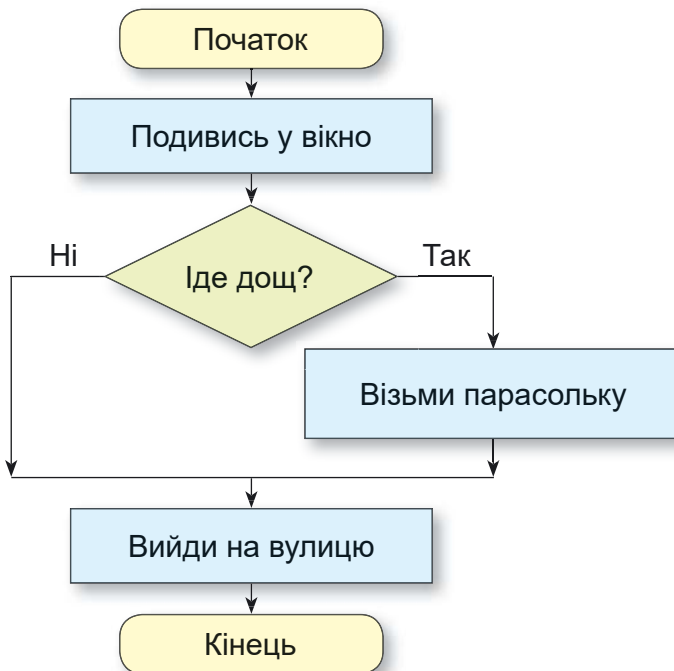 Початок
Подивись у вікно
Ні
Іде дощ?
Так
Візьми парасольку
Вийди на вулицю
Кінець